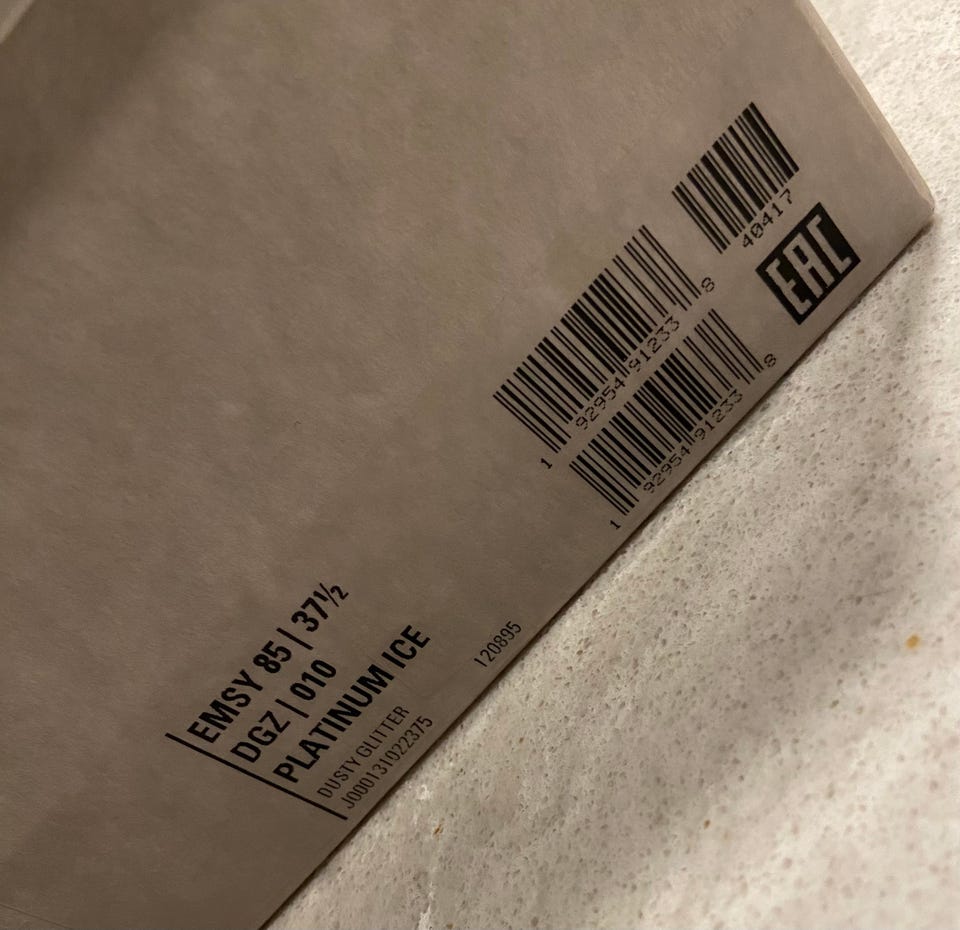 EMSY 85 | 37½
DGZ | 010
PLATINUM ICE
DUSTY GLITTER
J000131022375
120895
1 92954 91233 8
1 92954 91233 8
40417
EAC